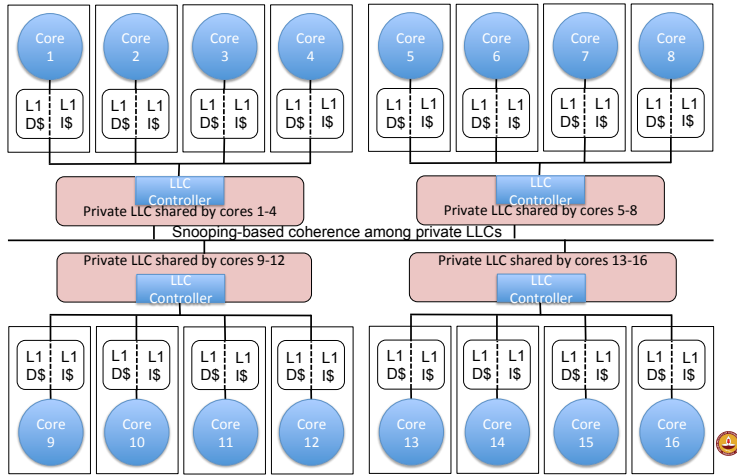 Core 1
Core 2
Core 3
Core 4
Core 5
Core 6
Core 7
Core 8
L1 D$ L1 I$
L1 D$ L1 I$
L1 D$ L1 I$
L1 D$ L1 I$
L1 D$ L1 I$
L1 D$ L1 I$
L1 D$ L1 I$
L1 D$ L1 I$
LLC
Controller
Private LLC shared by cores 1-4
LLC
Controller
Private LLC shared by cores 5-8
Snooping-based coherence among private LLCs
Private LLC shared by cores 9-12
LLC
Controller
Private LLC shared by cores 13-16
LLC
Controller
L1 D$ L1 I$
L1 D$ L1 I$
L1 D$ L1 I$
L1 D$ L1 I$
L1 D$ L1 I$
L1 D$ L1 I$
L1 D$ L1 I$
L1 D$ L1 I$
Core 9
Core 10
Core 11
Core 12
Core 13
Core 14
Core 15
Core 16